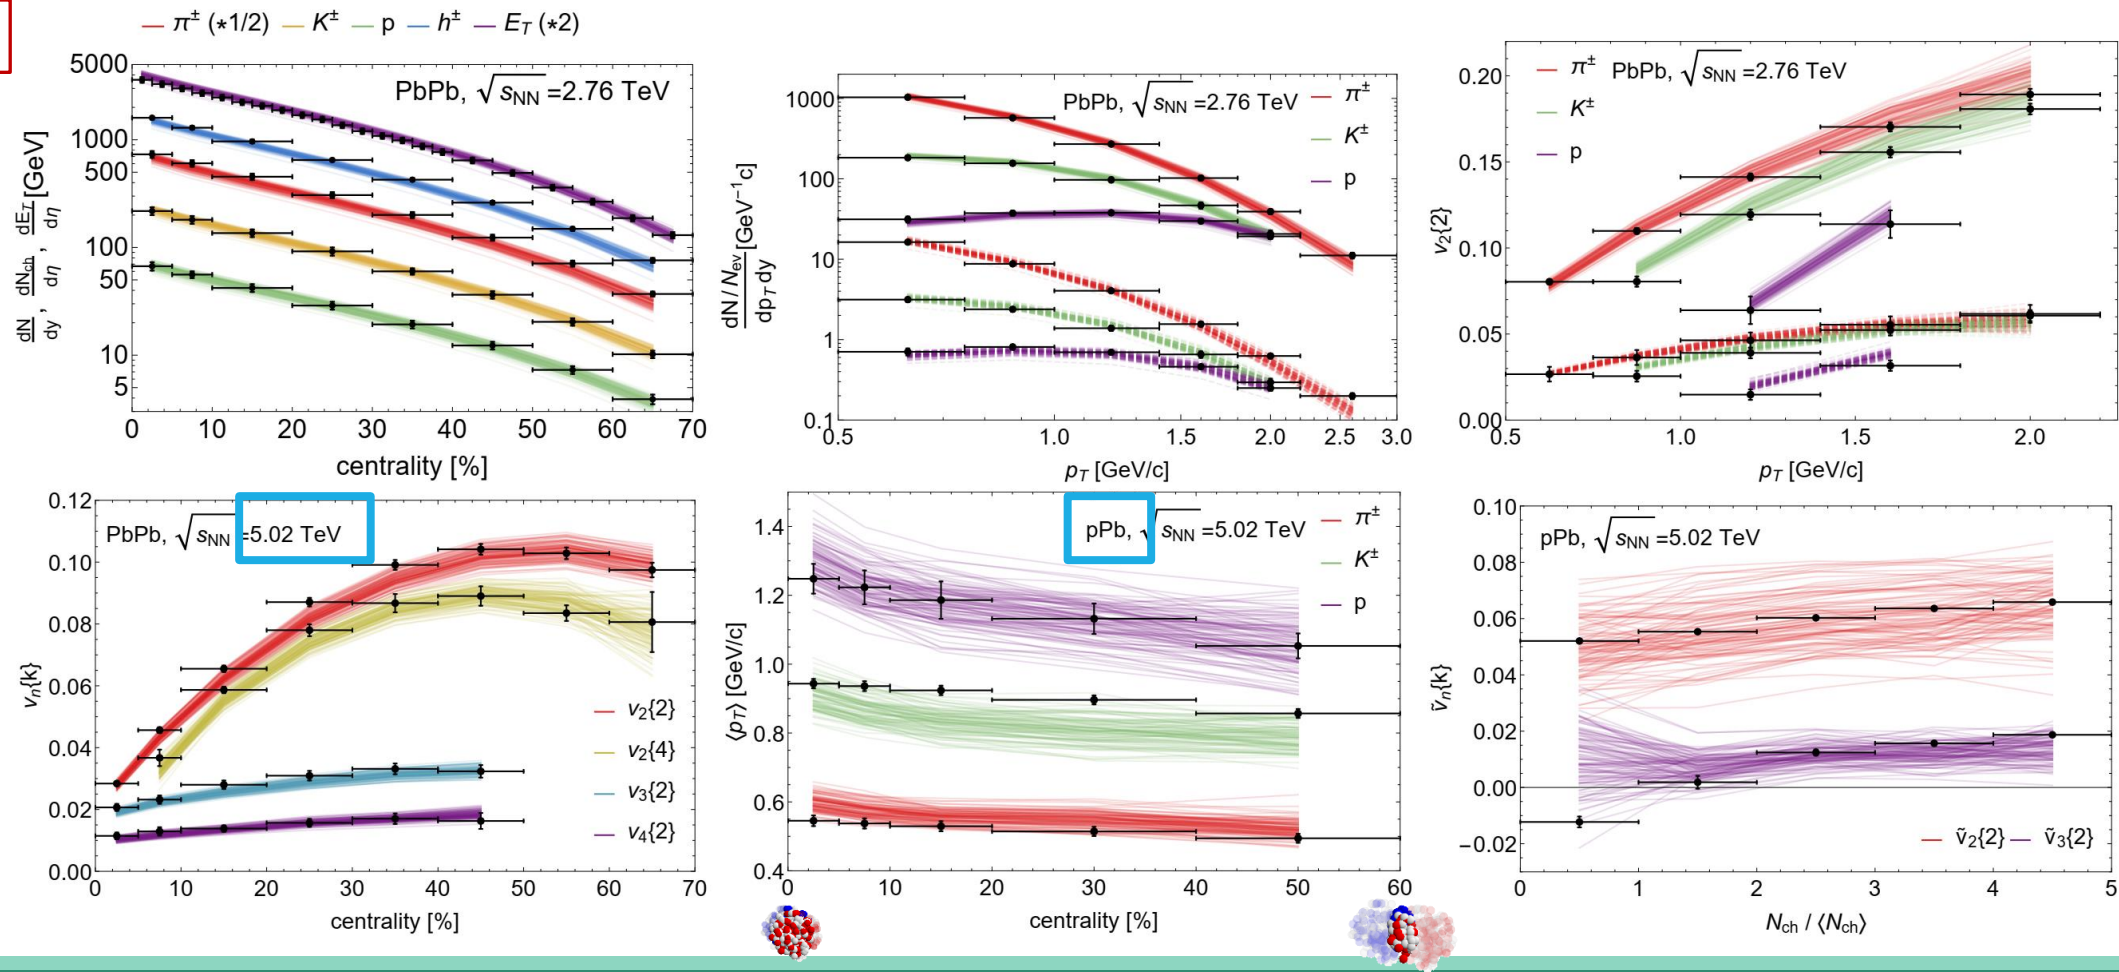 π± (*1/2) K± p h± E_T (*2)
PbPb, √s_NN =2.76 TeV
dN/dy, dN_ch/dη, dE_T/dη [GeV]
5000
1000
500
100
50
10
5
0 10 20 30 40 50 60 70
centrality [%]
PbPb, √s_NN =2.76 TeV
π±
K±
p
dN / N_ev / dp_T dy [GeV⁻¹c]
1000
100
10
1
0.1
0.5 1.0 1.5 2.0 2.5 3.0
p_T [GeV/c]
π± PbPb, √s_NN =2.76 TeV
K±
p
v₂{2}
0.20
0.15
0.10
0.05
0.00
0.5 1.0 1.5 2.0
p_T [GeV/c]
PbPb, √s_NN =5.02 TeV
v_n{k}
0.12
0.10
0.08
0.06
0.04
0.02
0.00
v₂{2}
v₂{4}
v₃{2}
v₄{2}
0 10 20 30 40 50 60 70
centrality [%]
pPb, √s_NN =5.02 TeV
π±
K±
p
⟨p_T⟩ [GeV/c]
1.4
1.2
1.0
0.8
0.6
0.4
0 10 20 30 40 50 60
centrality [%]
pPb, √s_NN =5.02 TeV
ṽ_n{k}
0.10
0.08
0.06
0.04
0.02
0.00
−0.02
ṽ₂{2} ṽ₃{2}
0 1 2 3 4 5
N_ch / ⟨N_ch⟩